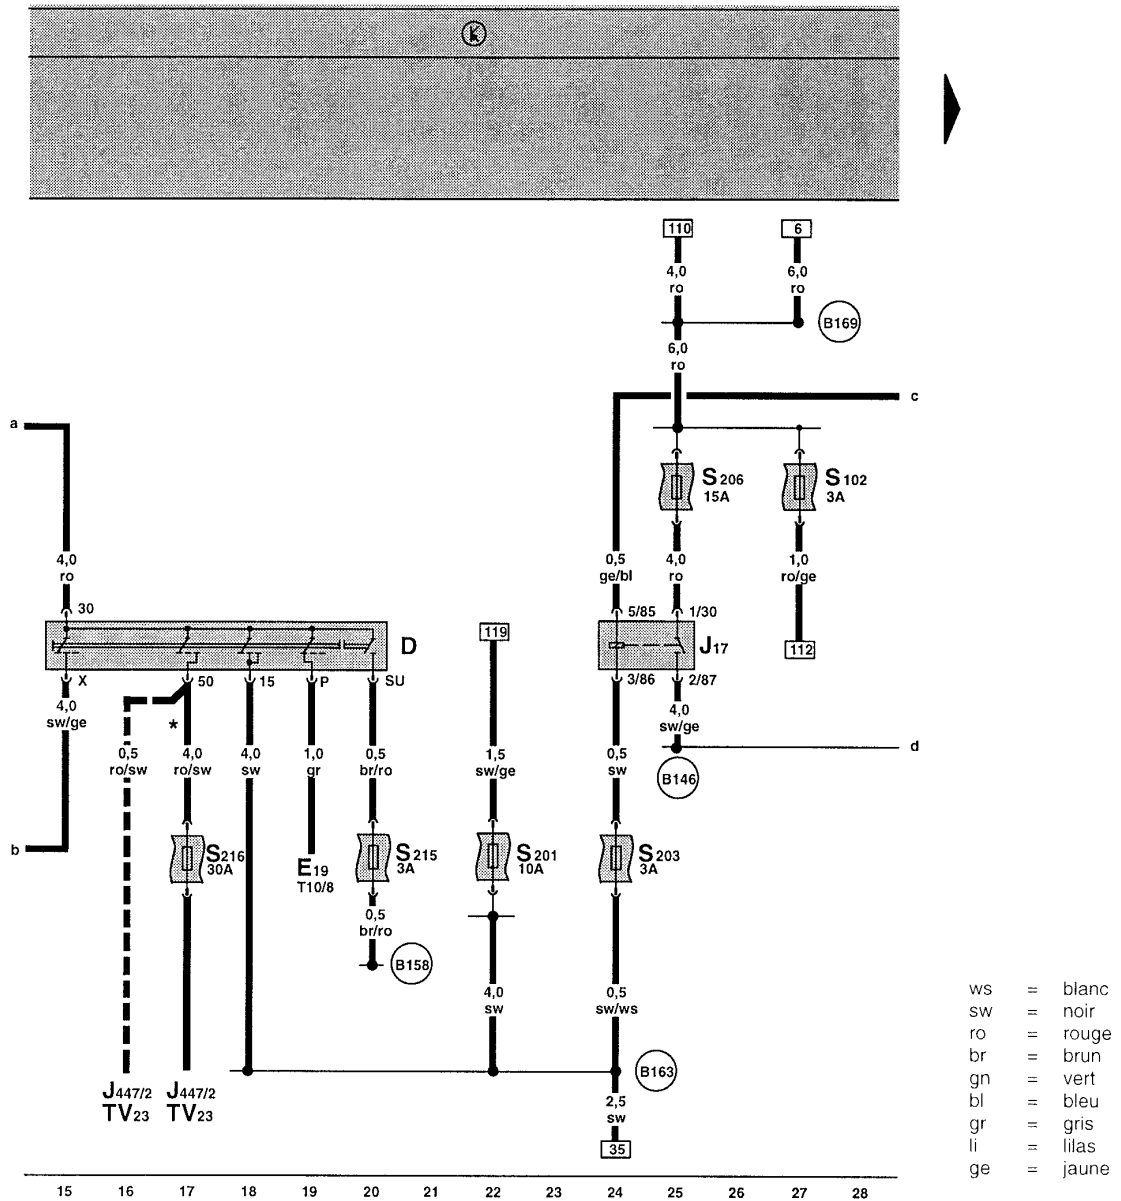 K
110 6
4,0 6,0
ro ro
B169
6,0
ro
c
a
S206 S102
15A 3A
4,0 0,5 4,0 1,0
ro ge/bl ro ro/ge
30 5/85 1/30
119
D J17
112
X 50 15 P SU 3/86 2/87
4,0 4,0
sw/ge * sw/ge
d
0,5 4,0 4,0 1,0 0,5 1,5 0,5
ro/sw ro/sw sw gr br/ro sw/ge sw
B146
b
S216 S215 S201 S203
30A 3A 10A 3A
E19
T10/8
0,5
br/ro
B158
4,0 0,5
sw sw/ws
B163
J447/2 J447/2
TV23 TV23
2,5
sw
35
ws = blanc
sw = noir
ro = rouge
br = brun
gn = vert
bl = bleu
gr = gris
li = lilas
ge = jaune
15 16 17 18 19 20 21 22 23 24 25 26 27 28